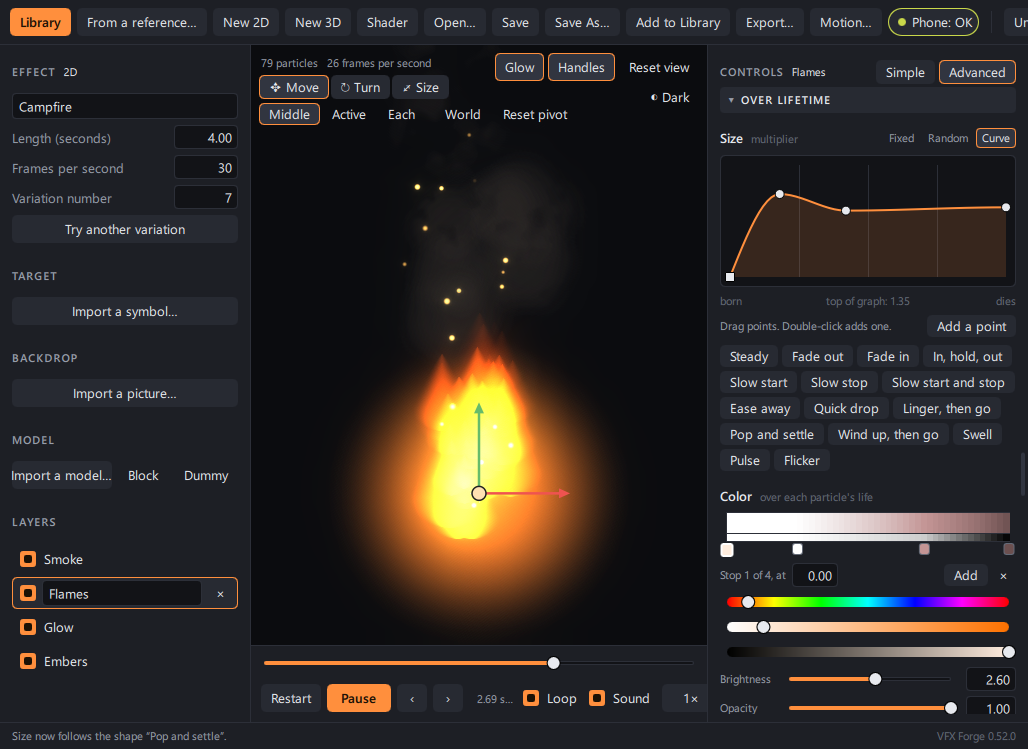 Library From a reference... New 2D New 3D Shader Open... Save Save As... Add to Library Export... Motion... Phone: OK
EFFECT 2D
Campfire
Length (seconds) 4.00
Frames per second 30
Variation number 7
Try another variation
TARGET
Import a symbol...
BACKDROP
Import a picture...
MODEL
Import a model... Block Dummy
LAYERS
Smoke
Flames ×
Glow
Embers
79 particles 26 frames per second
Glow Handles Reset view
Move Turn Size
Dark
Middle Active Each World Reset pivot
Restart Pause ‹ › 2.69 s... Loop Sound 1×
CONTROLS Flames Simple Advanced
OVER LIFETIME
Size multiplier Fixed Random Curve
born top of graph: 1.35 dies
Drag points. Double-click adds one. Add a point
Steady Fade out Fade in In, hold, out
Slow start Slow stop Slow start and stop
Ease away Quick drop Linger, then go
Pop and settle Wind up, then go Swell
Pulse Flicker
Color over each particle's life
Stop 1 of 4, at 0.00 Add ×
Brightness 2.60
Opacity 1.00
Size now follows the shape “Pop and settle”. VFX Forge 0.52.0